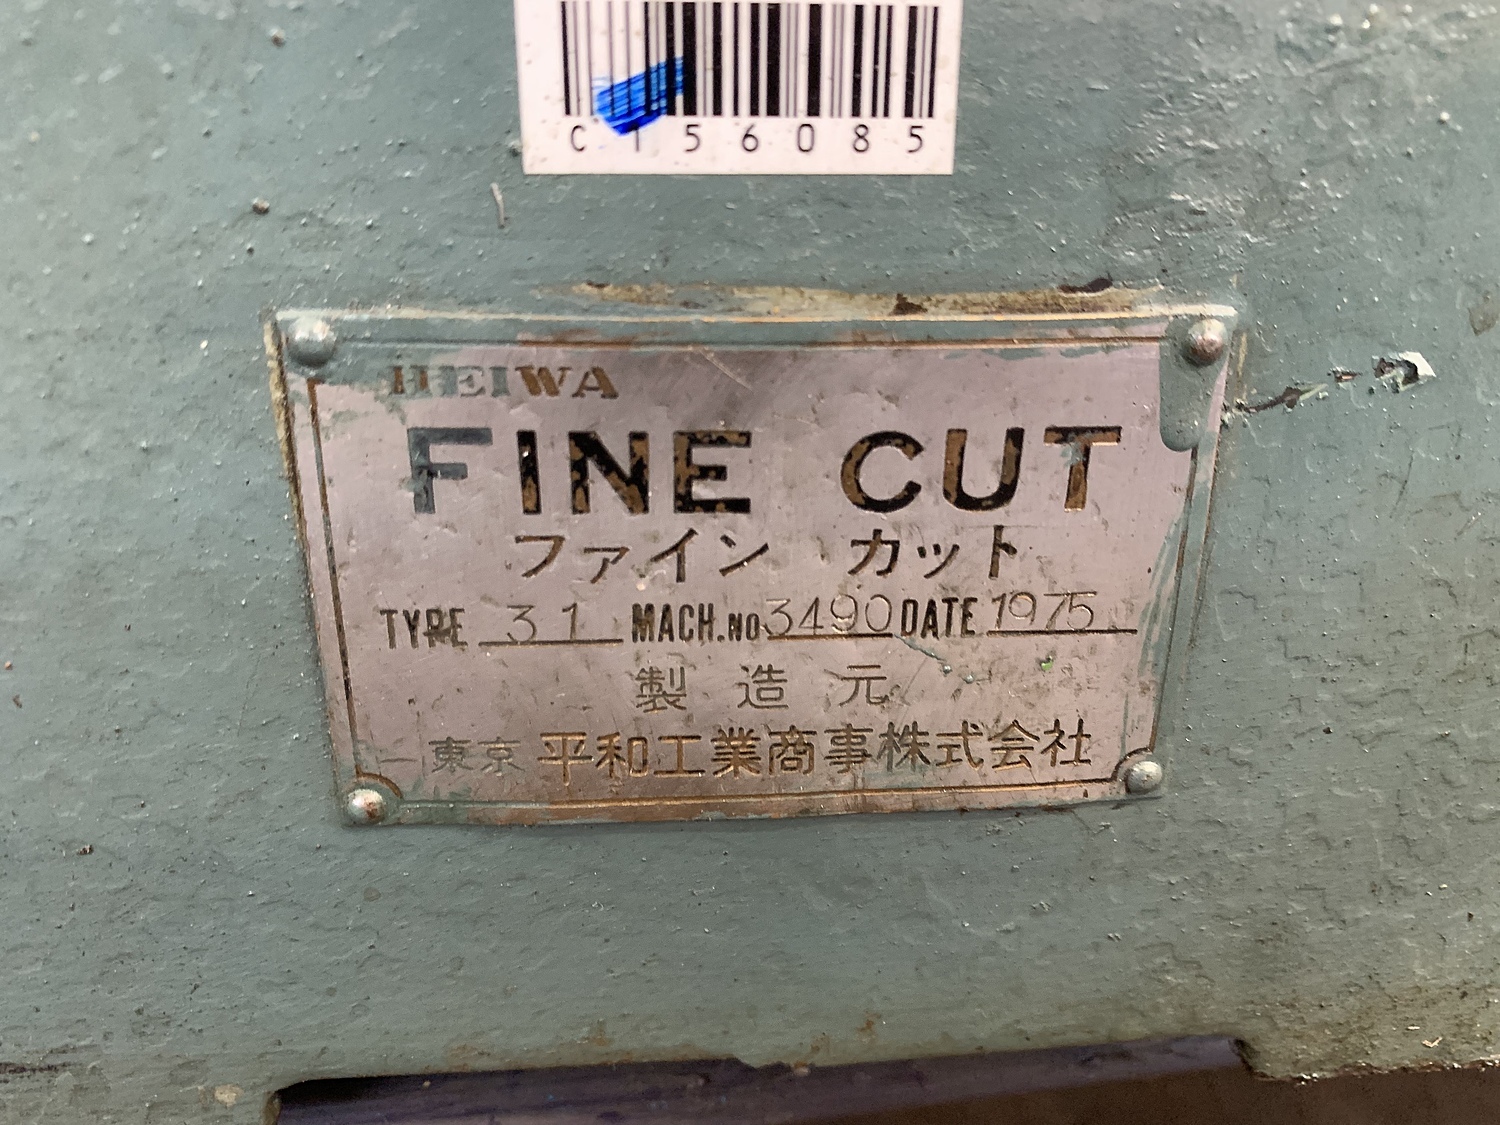 C156085
HEIWA
FINE CUT
ファイン カット
TYPE 31 MACH.NO 3490 DATE 1975
製造元
東京 平和工業商事株式会社